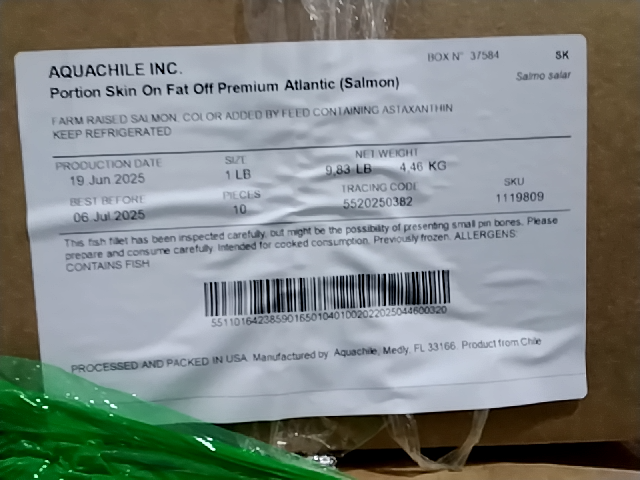 AQUACHILE INC.
BOX N° 37584 SK
Portion Skin On Fat Off Premium Atlantic (Salmon)
Salmo salar
FARM RAISED SALMON. COLOR ADDED BY FEED CONTAINING ASTAXANTHIN
KEEP REFRIGERATED
PRODUCTION DATE SIZE NET WEIGHT
19 Jun 2025 1 LB 9,83 LB 4,46 KG
BEST BEFORE PIECES TRACING CODE SKU
06 Jul 2025 10 5520250382 1119809
This fish fillet has been inspected carefully, but might be the possibility of presenting small pin bones. Please
prepare and consume carefully. Intended for cooked consumption. Previously frozen. ALLERGENS:
CONTAINS FISH
55110164238590165010401002022025044600320
PROCESSED AND PACKED IN USA. Manufactured by Aquachile, Medly, FL 33166. Product from Chile